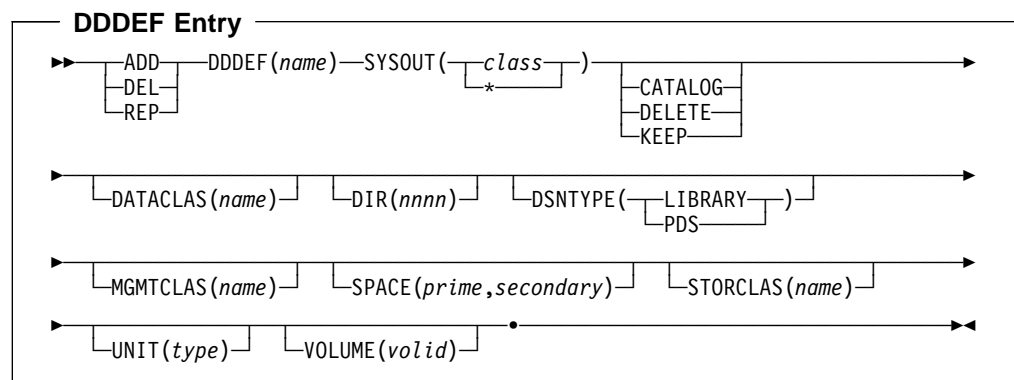 DDDEF Entry
ADD DDDEF(name) SYSOUT( class )
DEL * CATALOG
REP DELETE
KEEP
DATACLAS(name) DIR(nnnn) DSNTYPE( LIBRARY )
PDS
MGMTCLAS(name) SPACE(prime,secondary) STORCLAS(name)
UNIT(type) VOLUME(volid) •